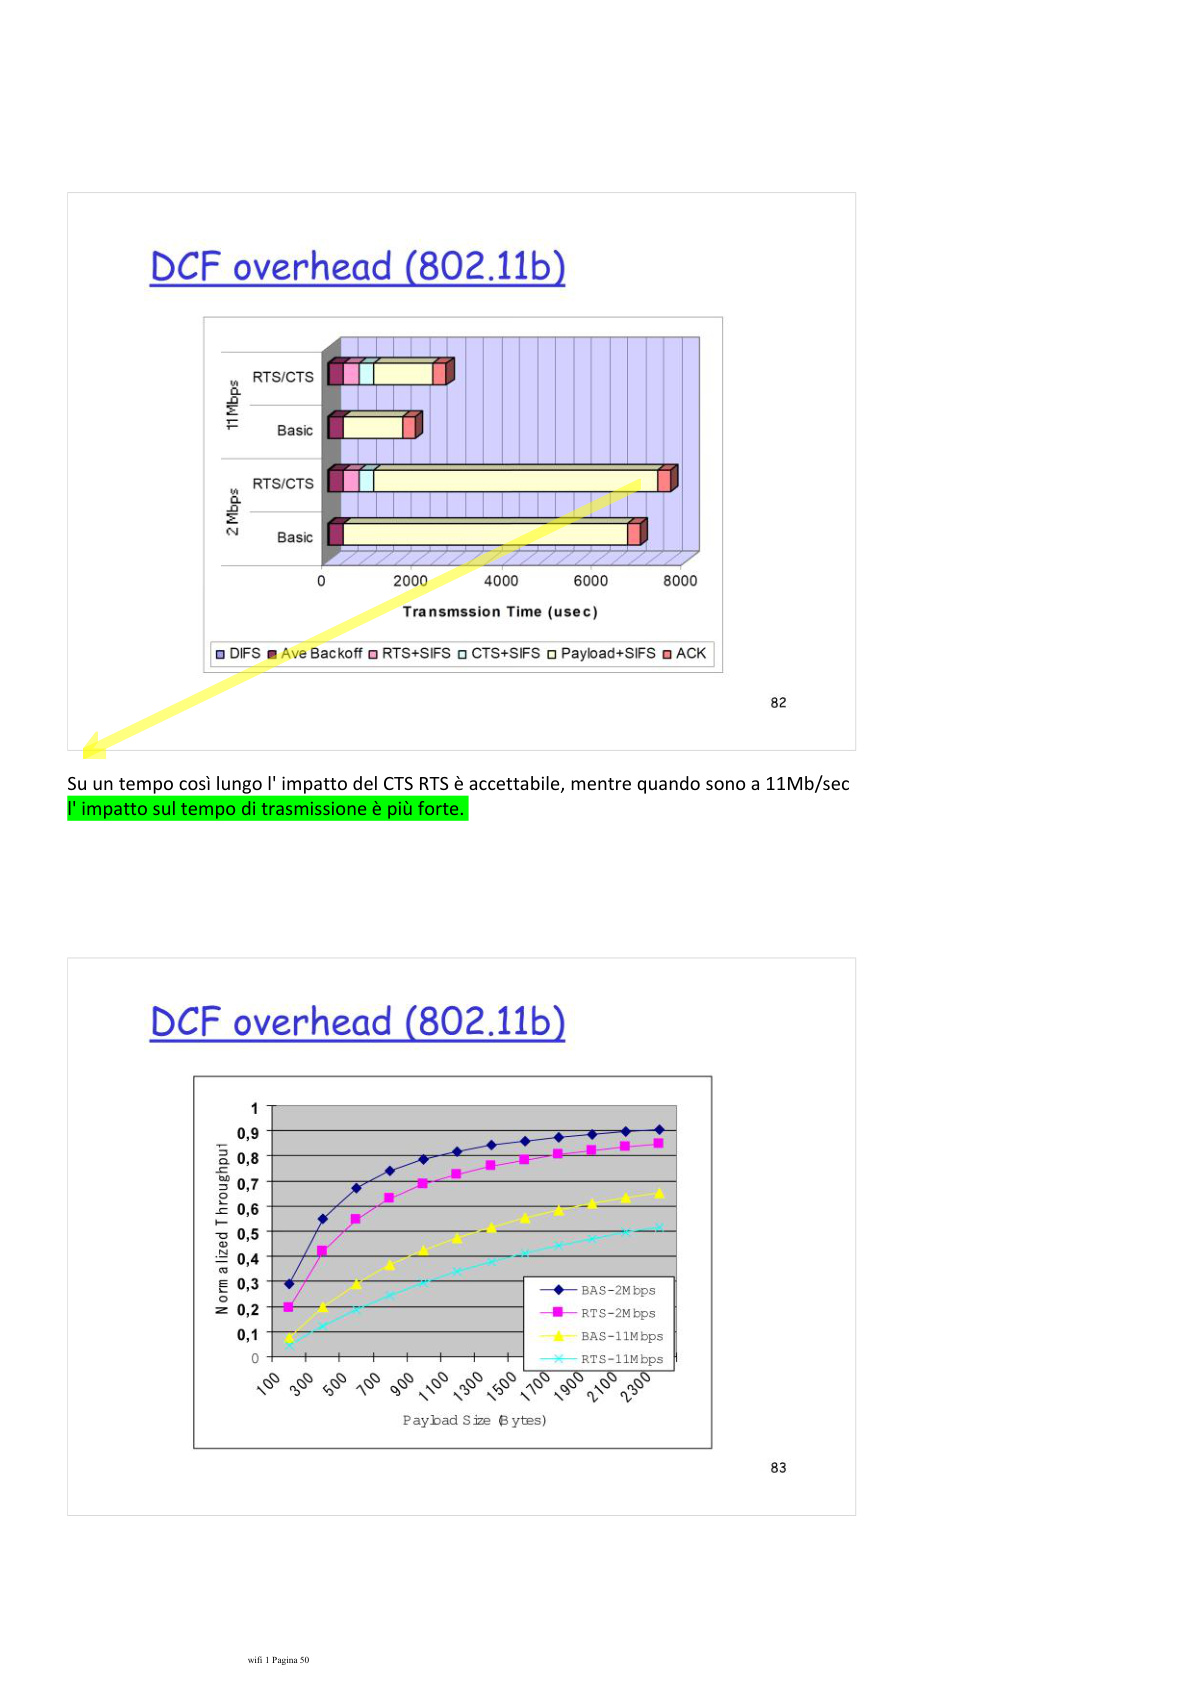 DCF overhead (802.11b)
11Mbps
RTS/CTS
Basic
2 Mbps
RTS/CTS
Basic
0 2000 4000 6000 8000
Transmssion Time (usec)
DIFS Ave Backoff RTS+SIFS CTS+SIFS Payload+SIFS ACK
82
Su un tempo così lungo l' impatto del CTS RTS è accettabile, mentre quando sono a 11Mb/sec
l' impatto sul tempo di trasmissione è più forte.
DCF overhead (802.11b)
Normalized Throughput
1
0,9
0,8
0,7
0,6
0,5
0,4
0,3
0,2
0,1
0
BAS-2Mbps
RTS-2Mbps
BAS-11Mbps
RTS-11Mbps
100 300 500 700 900 1100 1300 1500 1700 1900 2100 2300
Payload Size (Bytes)
83
wifi 1 Pagina 50